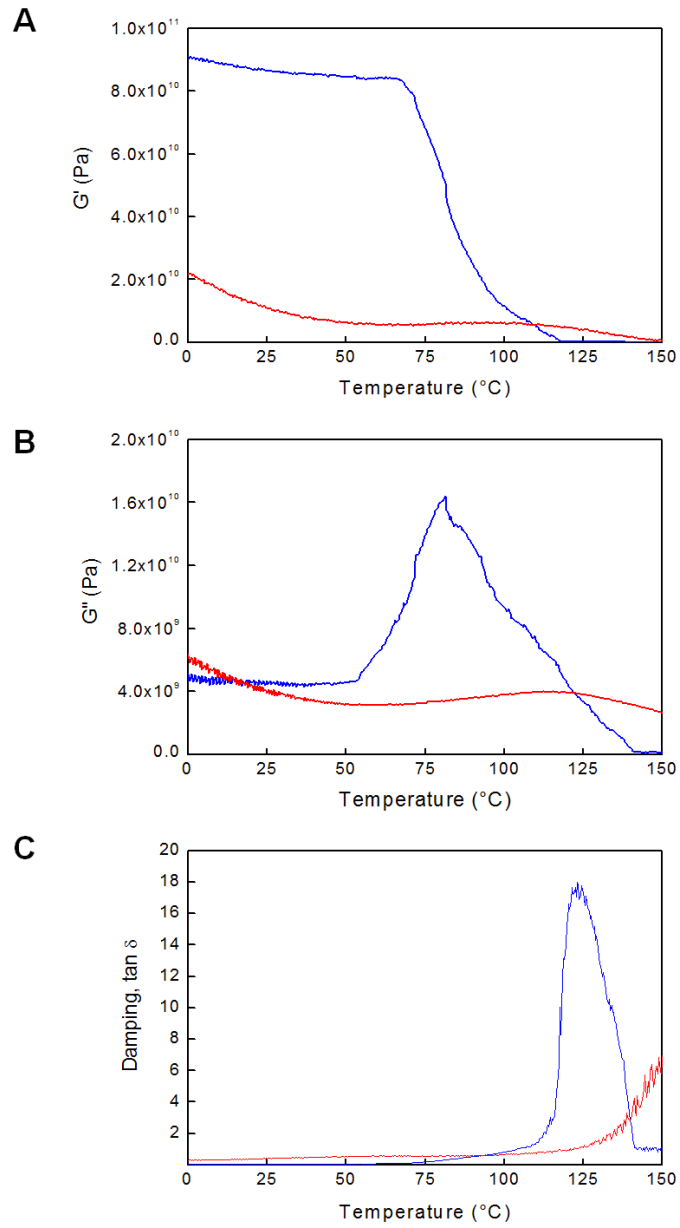 A
1.0x10¹¹
8.0x10¹⁰
6.0x10¹⁰
4.0x10¹⁰
2.0x10¹⁰
0.0
G' (Pa)
0 25 50 75 100 125 150
Temperature (°C)
B
2.0x10¹⁰
1.6x10¹⁰
1.2x10¹⁰
8.0x10⁹
4.0x10⁹
0.0
G" (Pa)
0 25 50 75 100 125 150
Temperature (°C)
C
20
18
16
14
12
10
8
6
4
2
Damping, tan δ
0 25 50 75 100 125 150
Temperature (°C)